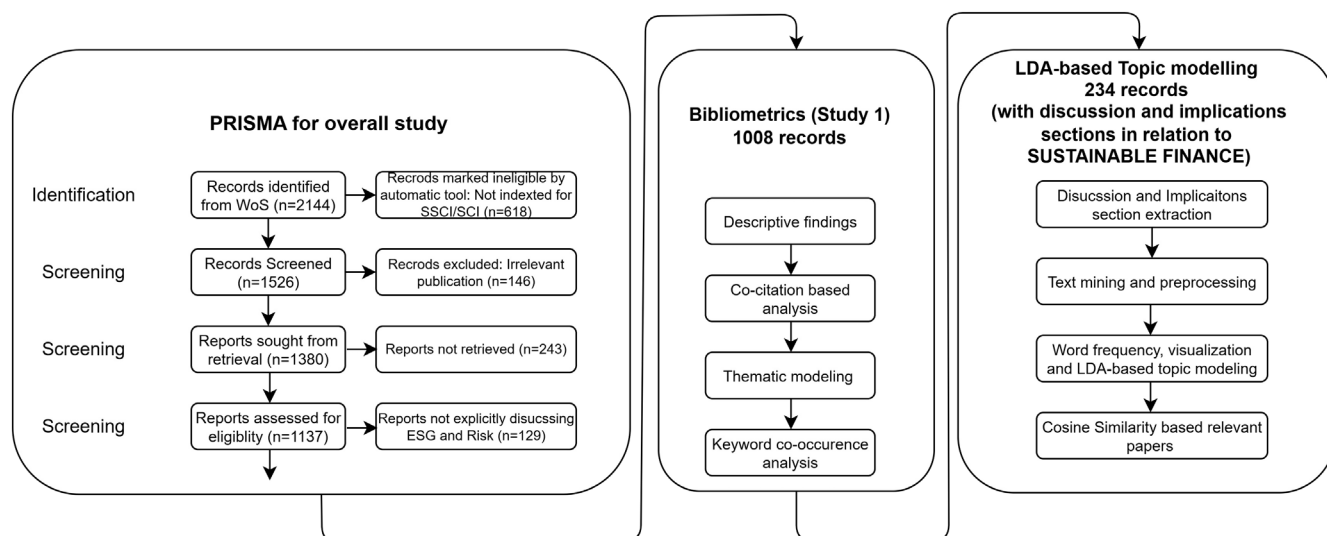 PRISMA for overall study
Identification
Records identified
from WoS (n=2144)
Recrods marked ineligible by
automatic tool: Not indexted for
SSCI/SCI (n=618)
Screening
Records Screened
(n=1526)
Recrods excluded: Irrelevant
publication (n=146)
Screening
Reports sought from
retrieval (n=1380)
Reports not retrieved (n=243)
Screening
Reports assessed for
eligiblity (n=1137)
Reports not explicitly disucssing
ESG and Risk (n=129)
Bibliometrics (Study 1)
1008 records
Descriptive findings
Co-citation based
analysis
Thematic modeling
Keyword co-occurence
analysis
LDA-based Topic modelling
234 records
(with discussion and implications
sections in relation to
SUSTAINABLE FINANCE)
Disucssion and Implicaitons
section extraction
Text mining and preprocessing
Word frequency, visualization
and LDA-based topic modeling
Cosine Similarity based relevant
papers